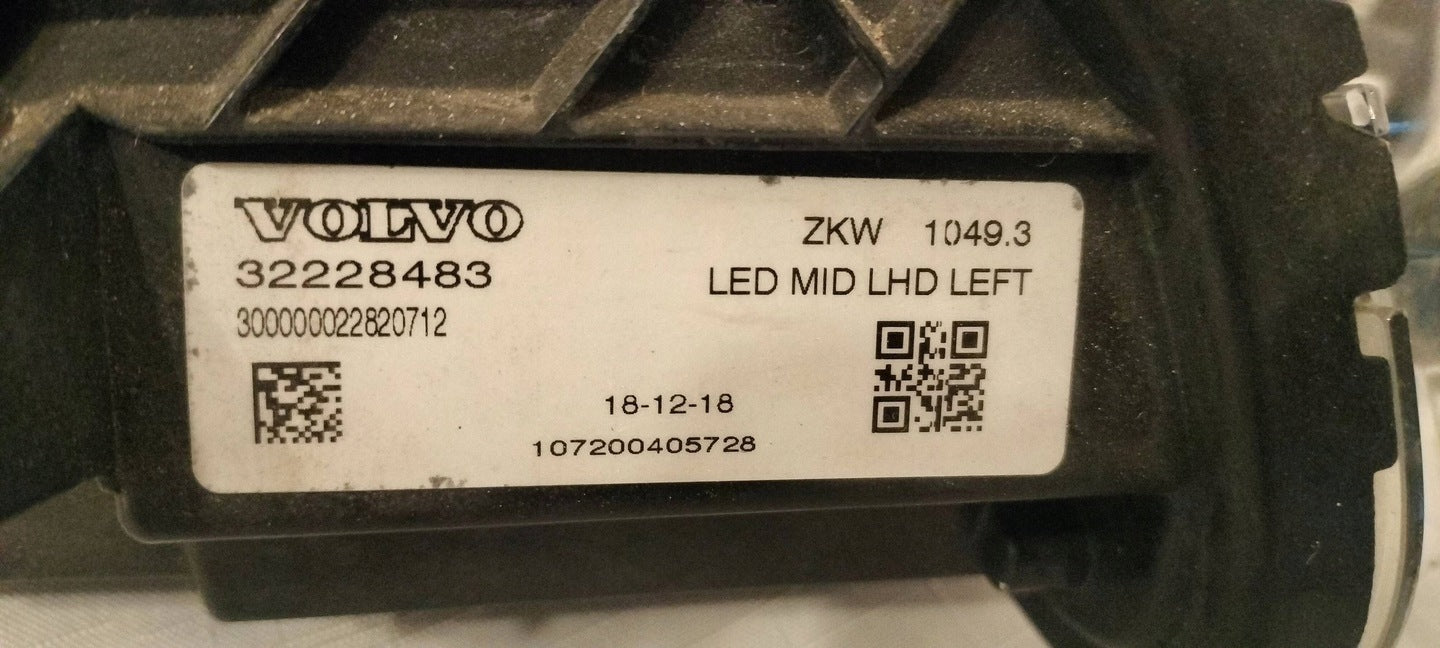 VOLVO
32228483
300000022820712
ZKW 1049.3
LED MID LHD LEFT
18-12-18
107200405728